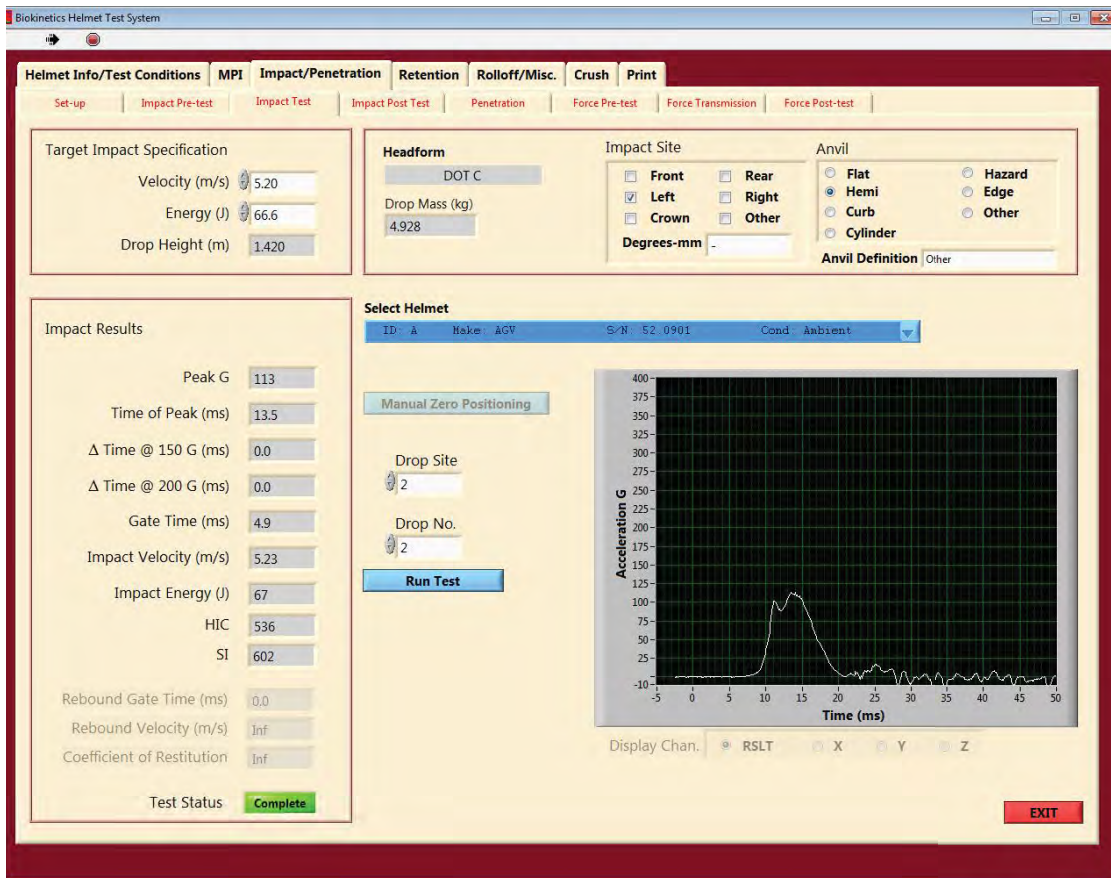 Biokinetics Helmet Test System
Helmet Info/Test Conditions MPI Impact/Penetration Retention Rolloff/Misc. Crush Print
Set-up Impact Pre-test Impact Test Impact Post Test Penetration Force Pre-test Force Transmission Force Post-test
Target Impact Specification
Velocity (m/s) 5.20
Energy (J) 66.6
Drop Height (m) 1.420
Headform
DOT C
Drop Mass (kg)
4.928
Impact Site
Front Rear
Left Right
Crown Other
Degrees-mm -
Anvil
Flat Hazard
Hemi Edge
Curb Other
Cylinder
Anvil Definition Other
Select Helmet
ID: A Make: AGV S/N: 52 0901 Cond: Ambient
Impact Results
Peak G 113
Time of Peak (ms) 13.5
Δ Time @ 150 G (ms) 0.0
Δ Time @ 200 G (ms) 0.0
Gate Time (ms) 4.9
Impact Velocity (m/s) 5.23
Impact Energy (J) 67
HIC 536
SI 602
Rebound Gate Time (ms) 0.0
Rebound Velocity (m/s) Inf
Coefficient of Restitution Inf
Test Status Complete
Manual Zero Positioning
Drop Site
2
Drop No.
2
Run Test
Acceleration G
400
375
350
325
300
275
250
225
200
175
150
125
100
75
50
25
-10
-5 0 5 10 15 20 25 30 35 40 45 50
Time (ms)
Display Chan. RSLT X Y Z
EXIT